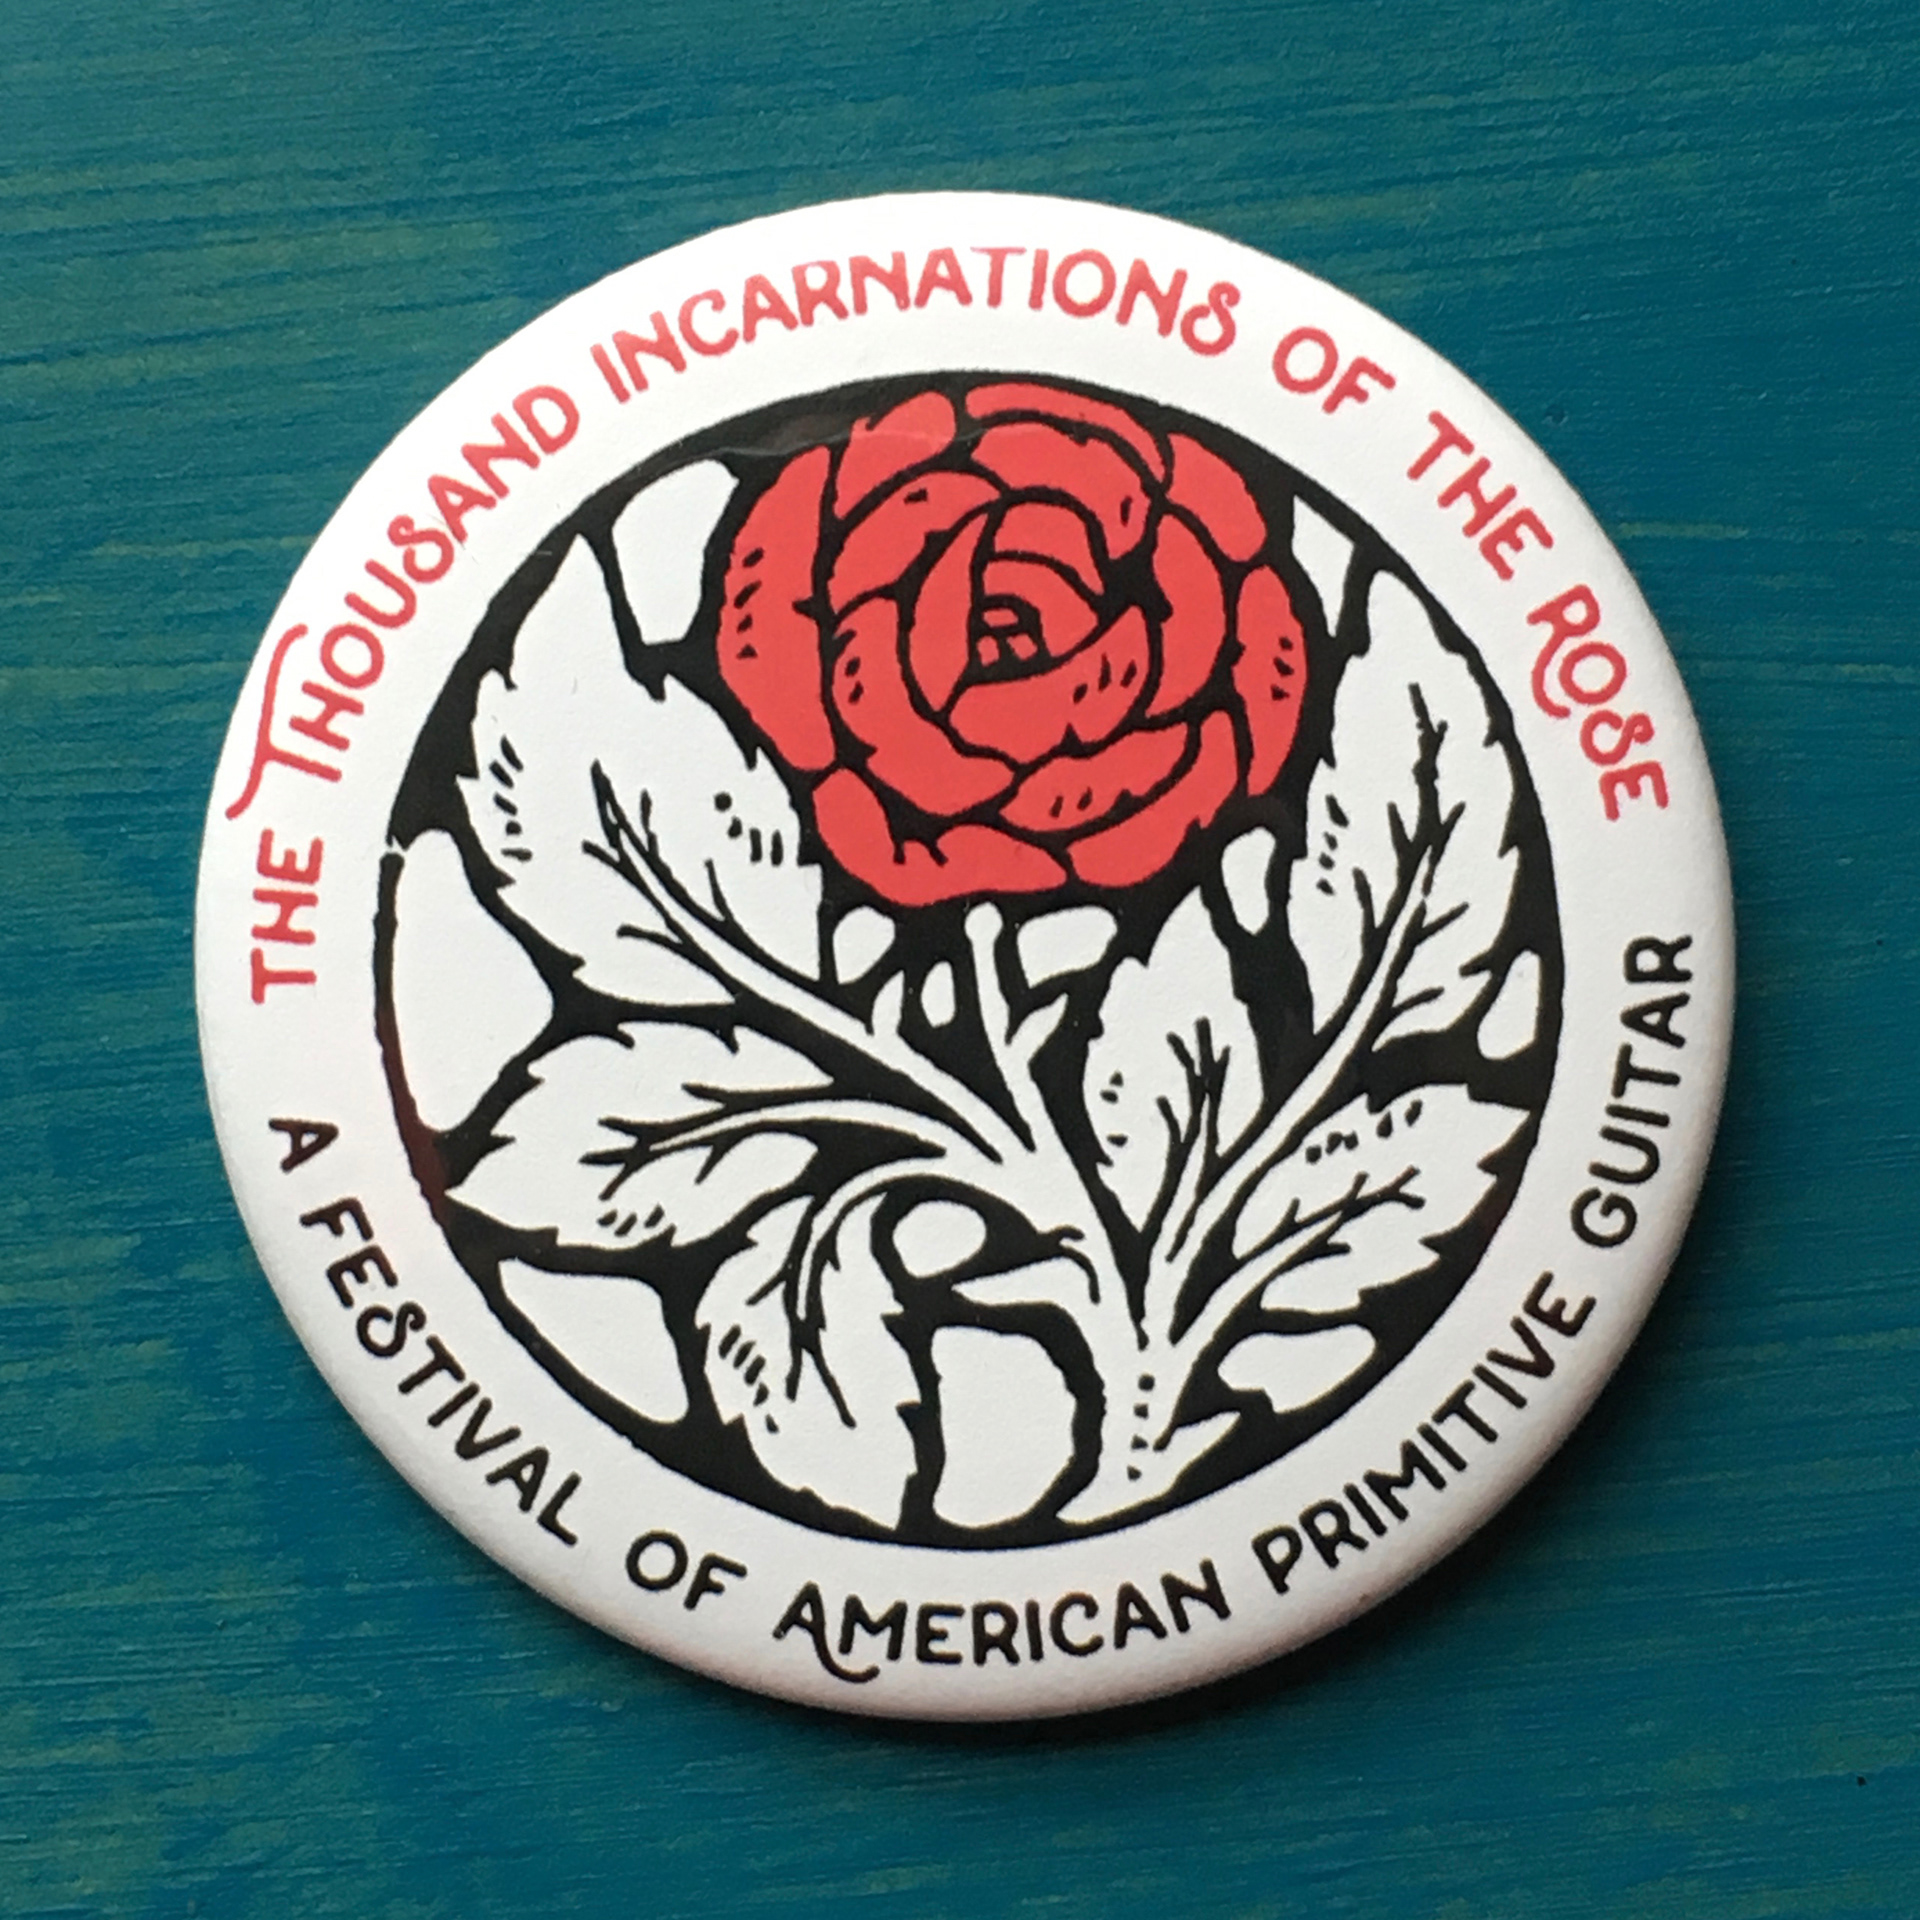 THE THOUSAND INCARNATIONS OF THE ROSE
A FESTIVAL OF AMERICAN PRIMITIVE GUITAR